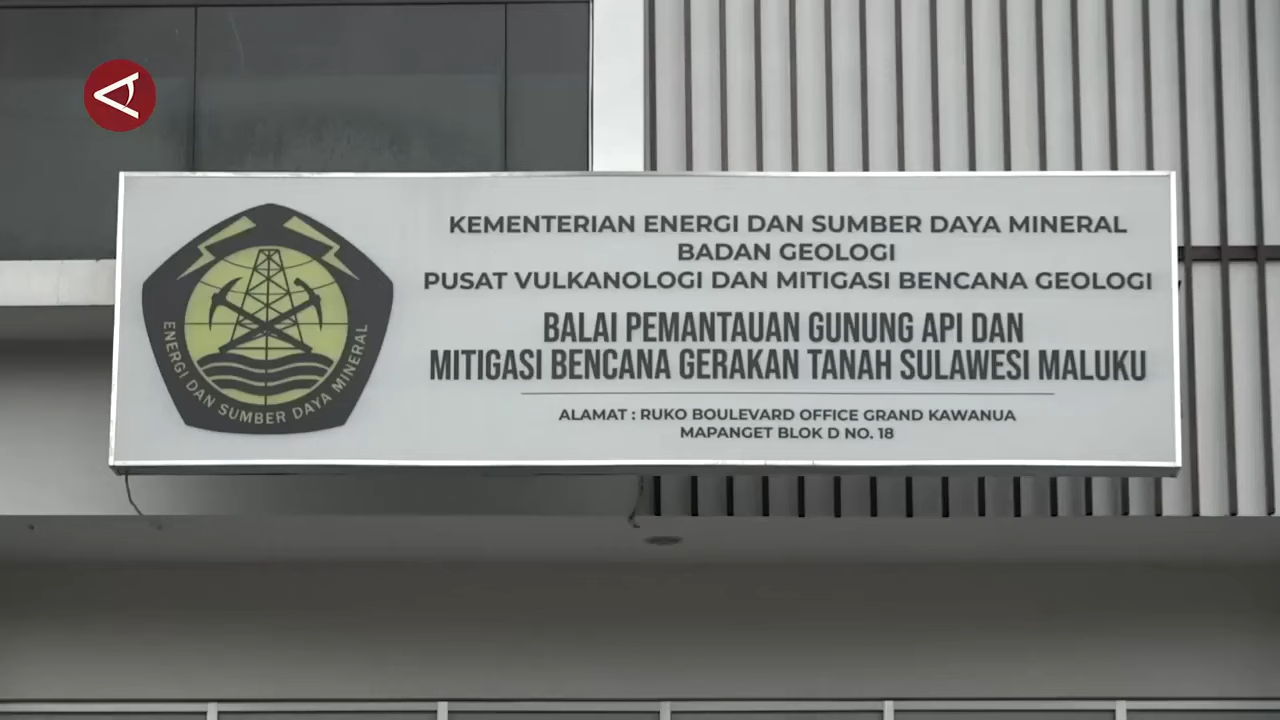 KEMENTERIAN ENERGI DAN SUMBER DAYA MINERAL
BADAN GEOLOGI
PUSAT VULKANOLOGI DAN MITIGASI BENCANA GEOLOGI
BALAI PEMANTAUAN GUNUNG API DAN
MITIGASI BENCANA GERAKAN TANAH SULAWESI MALUKU
ALAMAT : RUKO BOULEVARD OFFICE GRAND KAWANUA
MAPANGET BLOK D NO. 18
ENERGI DAN SUMBER DAYA MINERAL